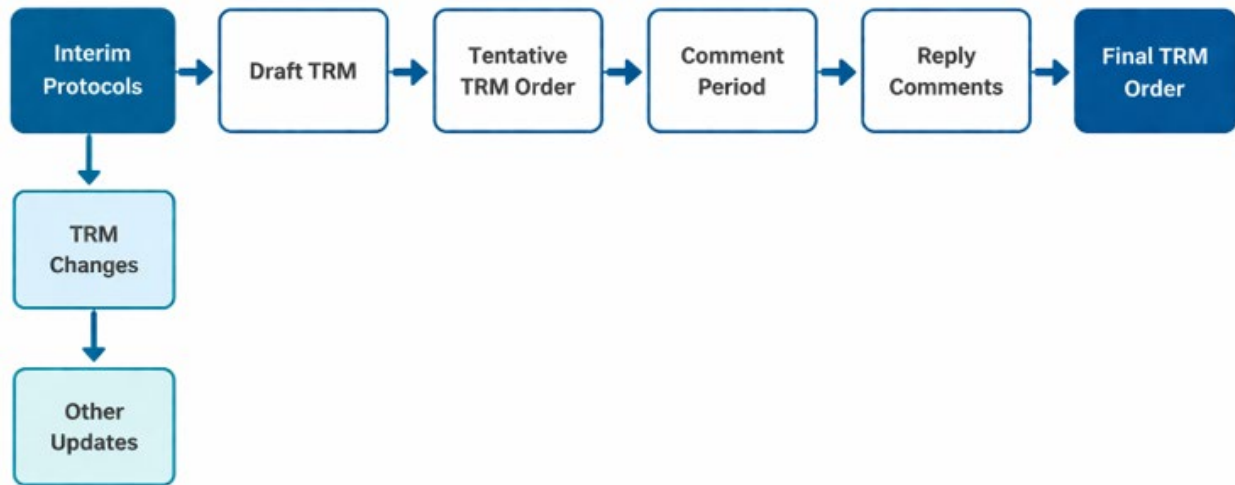 Interim
Protocols
Draft TRM
Tentative
TRM Order
Comment
Period
Reply
Comments
Final TRM
Order
TRM
Changes
Other
Updates